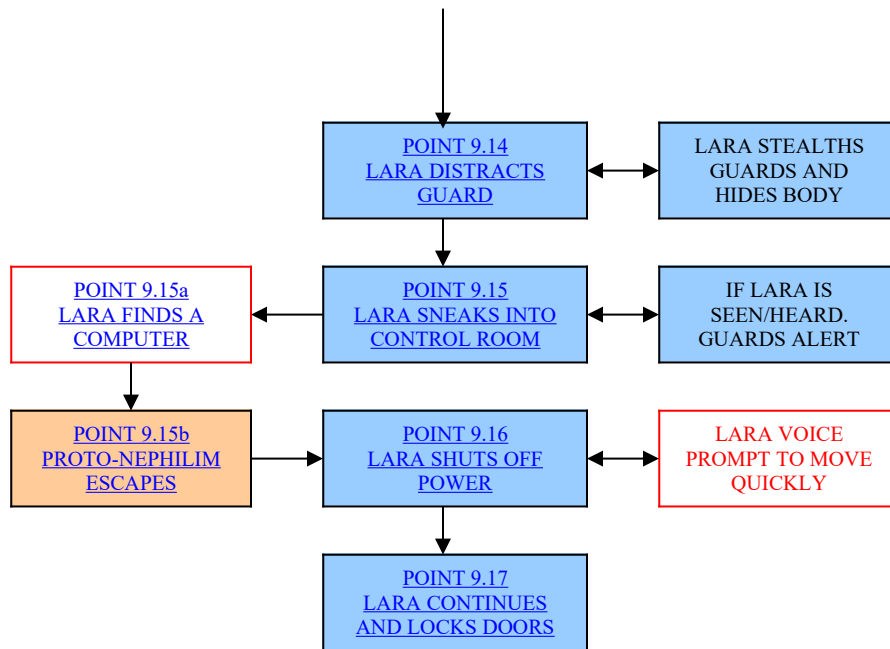 POINT 9.14
LARA DISTRACTS
GUARD
LARA STEALTHS
GUARDS AND
HIDES BODY
POINT 9.15a
LARA FINDS A
COMPUTER
POINT 9.15
LARA SNEAKS INTO
CONTROL ROOM
IF LARA IS
SEEN/HEARD.
GUARDS ALERT
POINT 9.15b
PROTO-NEPHILIM
ESCAPES
POINT 9.16
LARA SHUTS OFF
POWER
LARA VOICE
PROMPT TO MOVE
QUICKLY
POINT 9.17
LARA CONTINUES
AND LOCKS DOORS